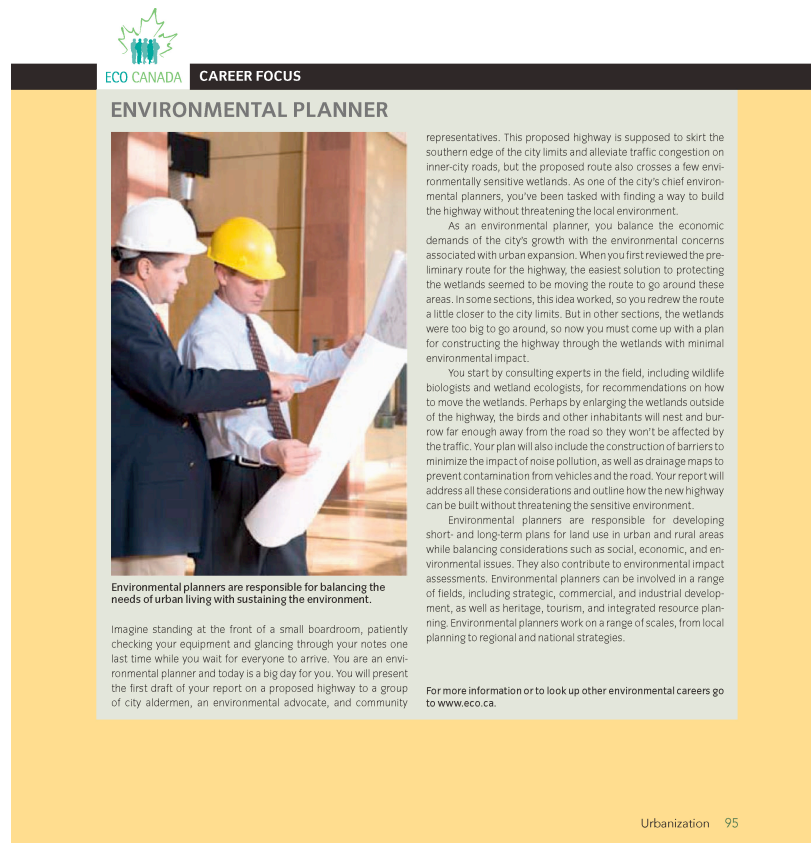 ECO CANADA
CAREER FOCUS
ENVIRONMENTAL PLANNER
Environmental planners are responsible for balancing the
needs of urban living with sustaining the environment.
Imagine standing at the front of a small boardroom, patiently
checking your equipment and glancing through your notes one
last time while you wait for everyone to arrive. You are an envi-
ronmental planner and today is a big day for you. You will present
the first draft of your report on a proposed highway to a group
of city aldermen, an environmental advocate, and community
representatives. This proposed highway is supposed to skirt the
southern edge of the city limits and alleviate traffic congestion on
inner-city roads, but the proposed route also crosses a few envi-
ronmentally sensitive wetlands. As one of the city's chief environ-
mental planners, you've been tasked with finding a way to build
the highway without threatening the local environment.
As an environmental planner, you balance the economic
demands of the city's growth with the environmental concerns
associated with urban expansion. When you first reviewed the pre-
liminary route for the highway, the easiest solution to protecting
the wetlands seemed to be moving the route to go around these
areas. In some sections, this idea worked, so you redrew the route
a little closer to the city limits. But in other sections, the wetlands
were too big to go around, so now you must come up with a plan
for constructing the highway through the wetlands with minimal
environmental impact.
You start by consulting experts in the field, including wildlife
biologists and wetland ecologists, for recommendations on how
to move the wetlands. Perhaps by enlarging the wetlands outside
of the highway, the birds and other inhabitants will nest and bur-
row far enough away from the road so they won't be affected by
the traffic. Your plan will also include the construction of barriers to
minimize the impact of noise pollution, as well as drainage maps to
prevent contamination from vehicles and the road. Your report will
address all these considerations and outline how the new highway
can be built without threatening the sensitive environment.
Environmental planners are responsible for developing
short- and long-term plans for land use in urban and rural areas
while balancing considerations such as social, economic, and en-
vironmental issues. They also contribute to environmental impact
assessments. Environmental planners can be involved in a range
of fields, including strategic, commercial, and industrial develop-
ment, as well as heritage, tourism, and integrated resource plan-
ning. Environmental planners work on a range of scales, from local
planning to regional and national strategies.
For more information or to look up other environmental careers go
to www.eco.ca.
Urbanization 95